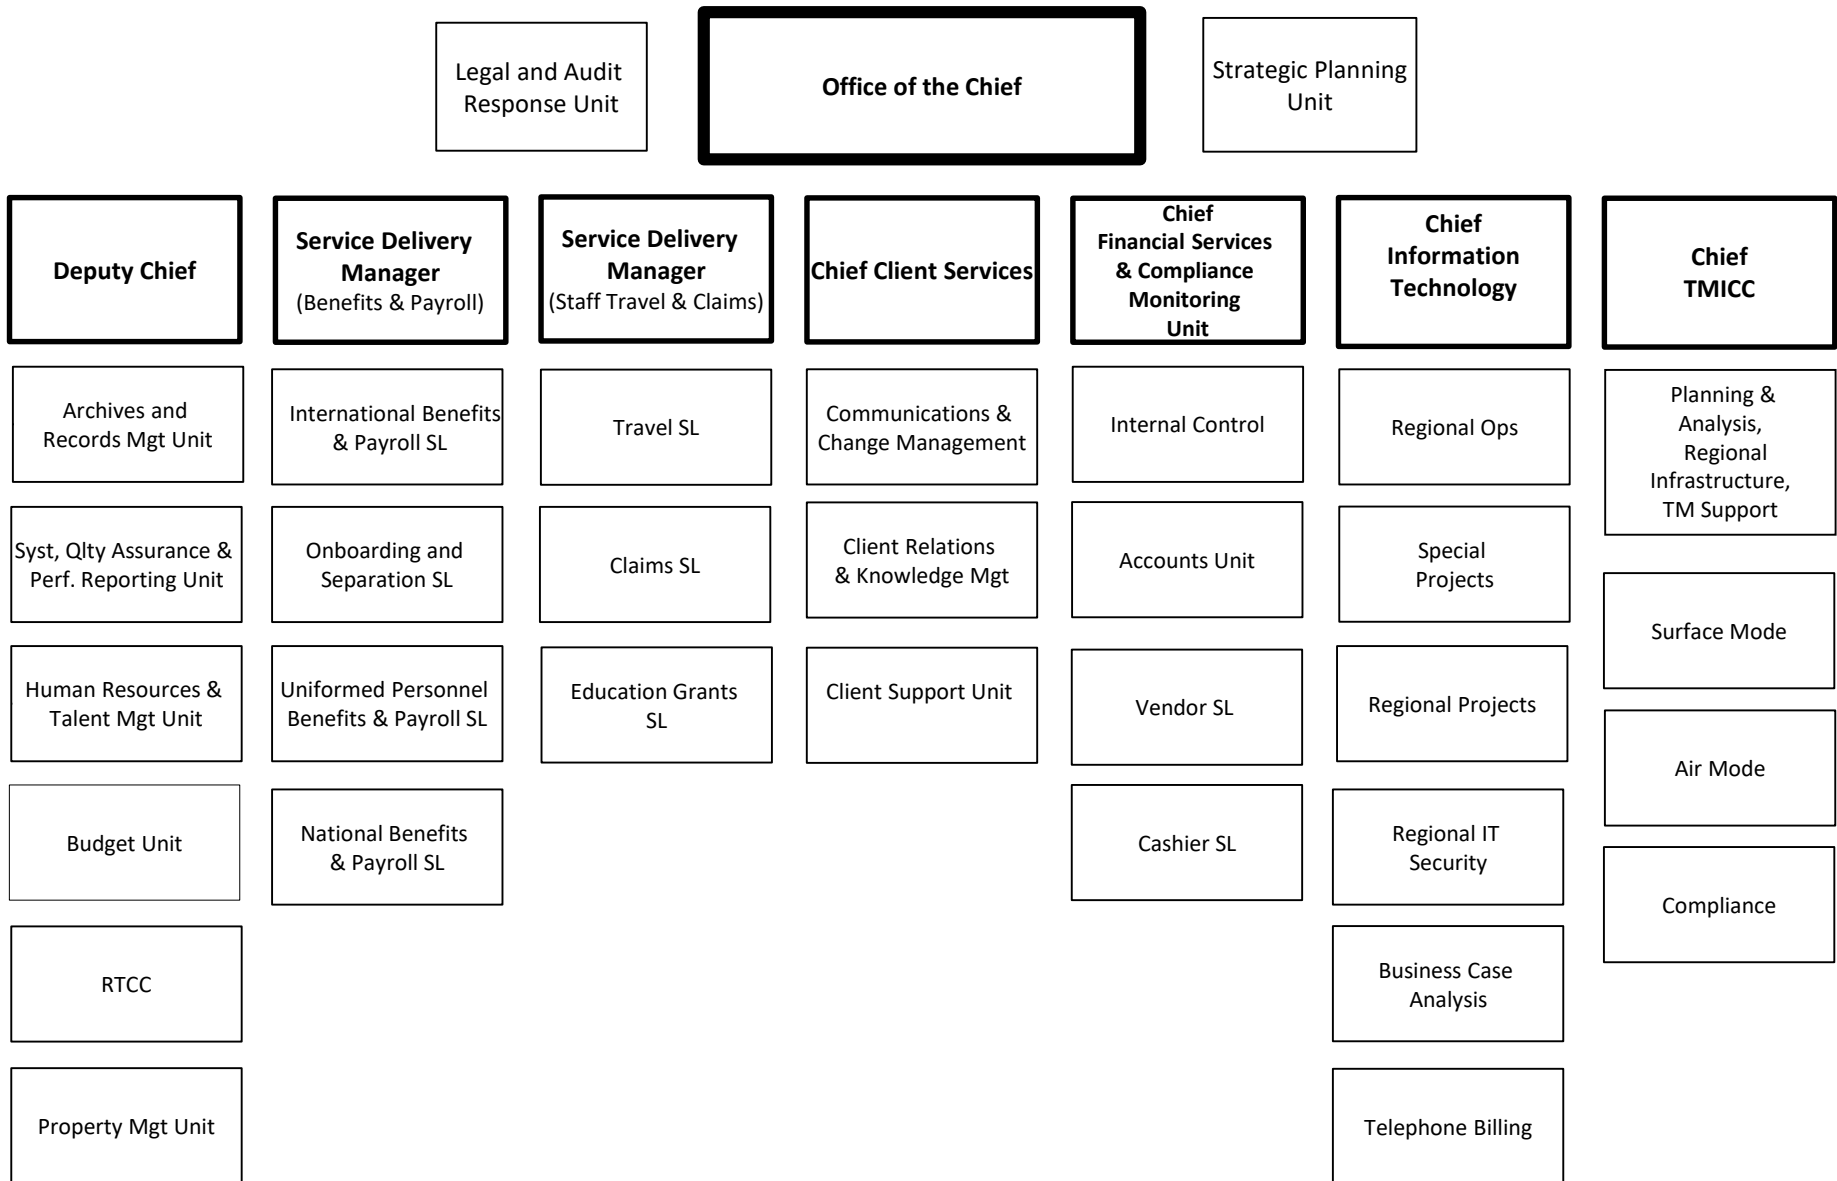 Legal and Audit
Response Unit
Office of the Chief
Strategic Planning
Unit
Deputy Chief
Service Delivery
Manager
(Benefits & Payroll)
Service Delivery
Manager
(Staff Travel & Claims)
Chief Client Services
Chief
Financial Services
& Compliance
Monitoring
Unit
Chief
Information
Technology
Chief
TMICC
Archives and
Records Mgt Unit
International Benefits
& Payroll SL
Travel SL
Communications &
Change Management
Internal Control
Regional Ops
Planning &
Analysis,
Regional
Infrastructure,
TM Support
Syst, Qlty Assurance &
Perf. Reporting Unit
Onboarding and
Separation SL
Claims SL
Client Relations
& Knowledge Mgt
Accounts Unit
Special
Projects
Surface Mode
Human Resources &
Talent Mgt Unit
Uniformed Personnel
Benefits & Payroll SL
Education Grants
SL
Client Support Unit
Vendor SL
Regional Projects
Air Mode
Budget Unit
National Benefits
& Payroll SL
Cashier SL
Regional IT
Security
Compliance
RTCC
Business Case
Analysis
Property Mgt Unit
Telephone Billing